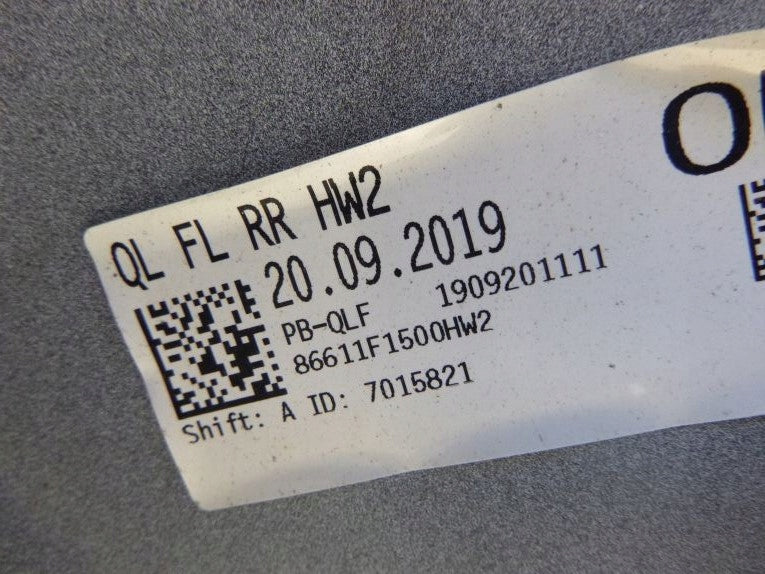 QL FL RR HW2
20.09.2019
PB-QLF 1909201111
86611F1500HW2
Shift: A ID: 7015821